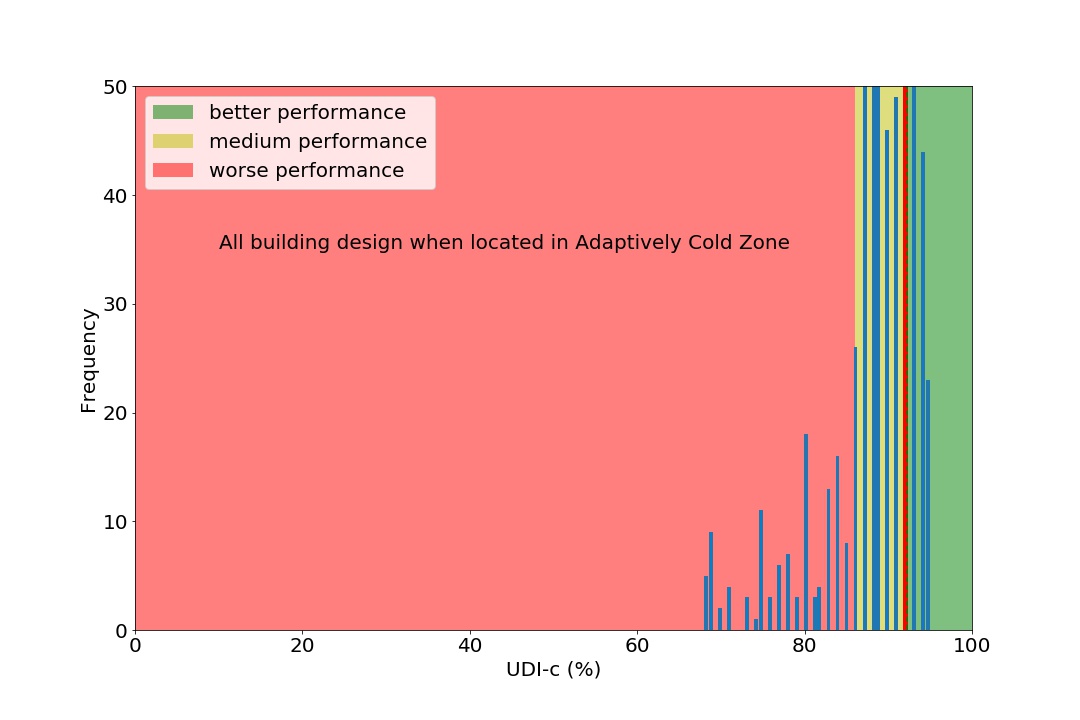 50
better performance
medium performance
worse performance
40
All building design when located in Adaptively Cold Zone
30
Frequency
20
10
0
0 20 40 60 80 100
UDI-c (%)